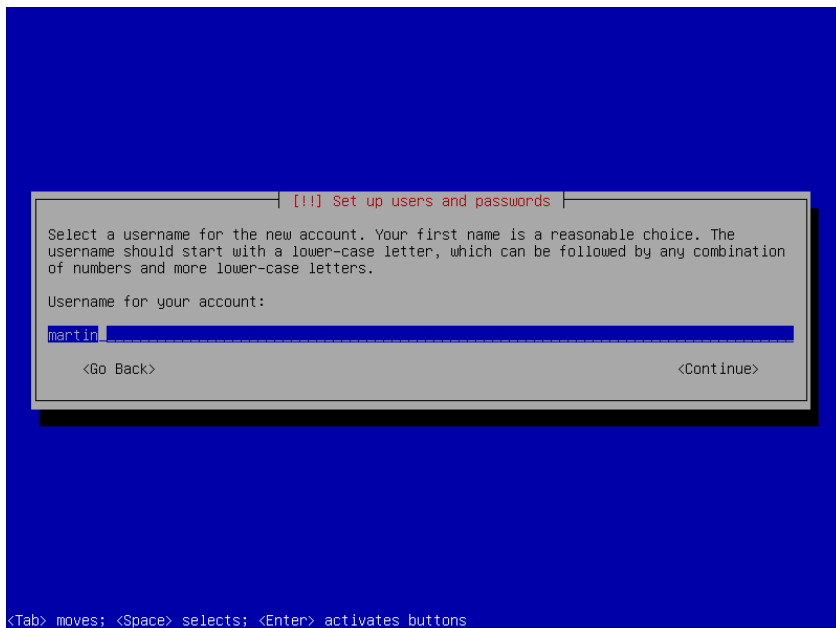 [!!] Set up users and passwords
Select a username for the new account. Your first name is a reasonable choice. The
username should start with a lower-case letter, which can be followed by any combination
of numbers and more lower-case letters.
Username for your account:
martin
<Go Back> <Continue>
<Tab> moves; <Space> selects; <Enter> activates buttons